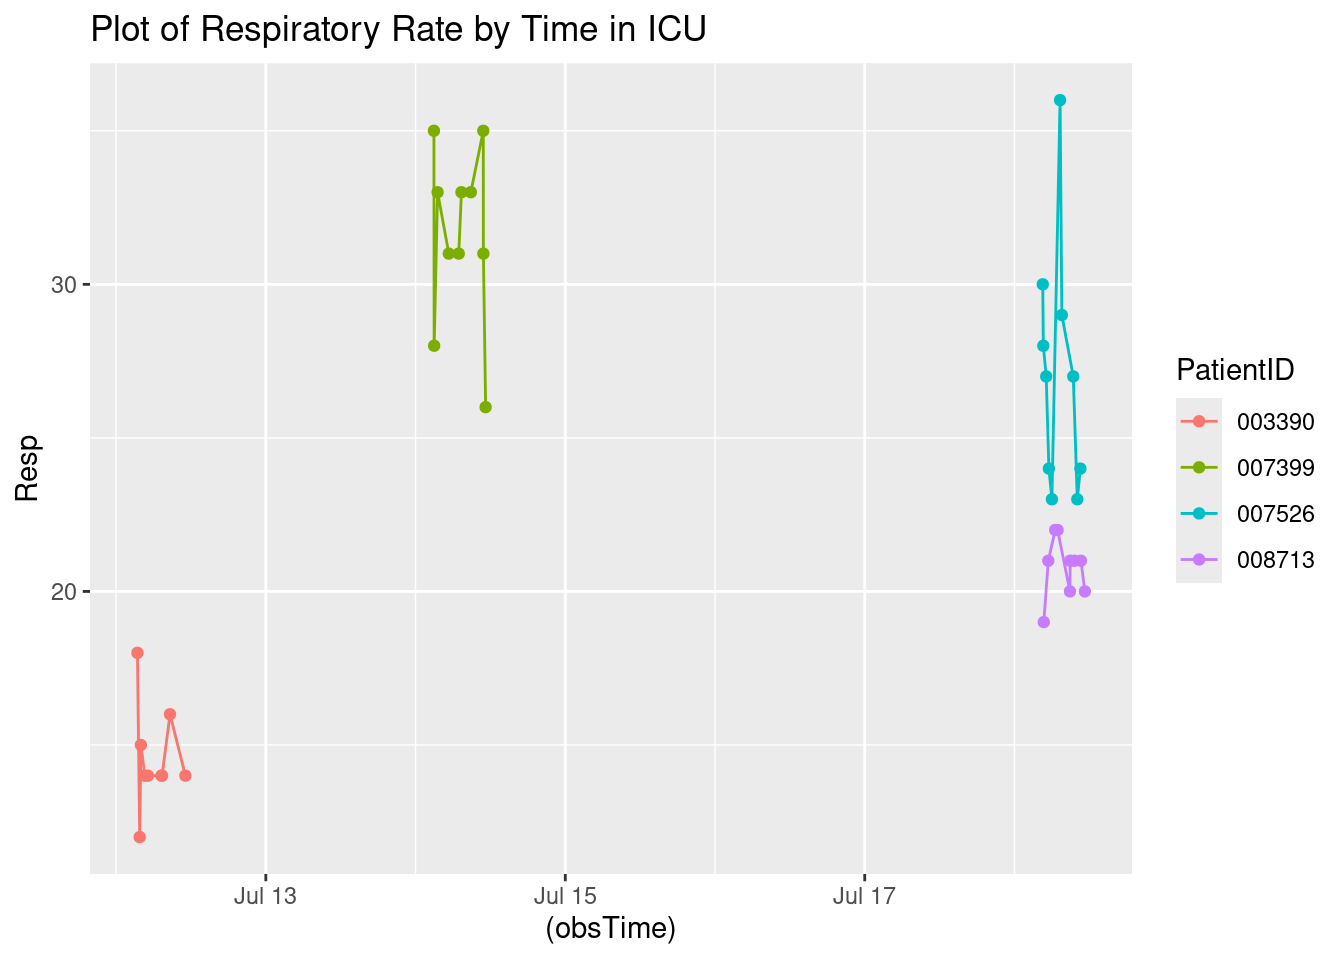 Plot of Respiratory Rate by Time in ICU
30
20
Resp
Jul 13
Jul 15
Jul 17
(obsTime)
PatientID
003390
007399
007526
008713